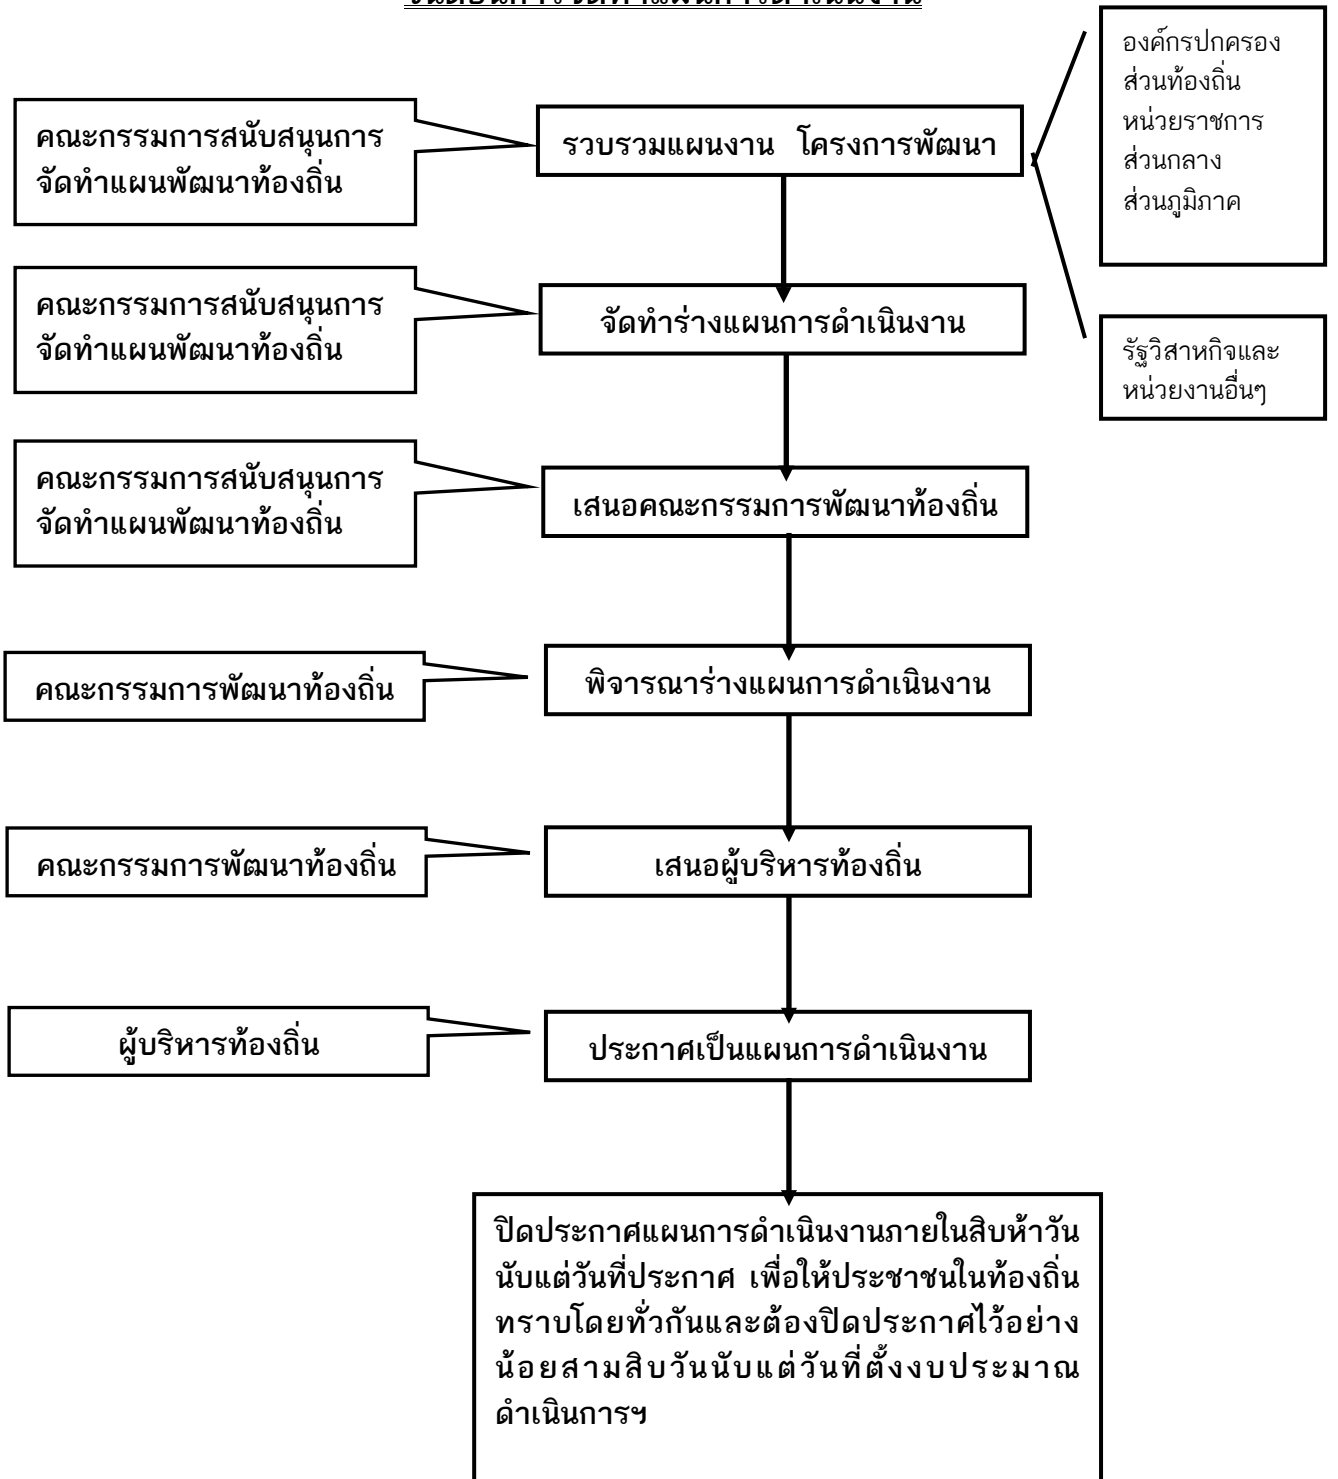 องค์กรปกครอง
ส่วนท้องถิ่น
หน่วยราชการ
ส่วนกลาง
ส่วนภูมิภาค
คณะกรรมการสนับสนุนการ
จัดทำแผนพัฒนาท้องถิ่น
รวบรวมแผนงาน โครงการพัฒนา
คณะกรรมการสนับสนุนการ
จัดทำแผนพัฒนาท้องถิ่น
จัดทำร่างแผนการดำเนินงาน
รัฐวิสาหกิจและ
หน่วยงานอื่นๆ
คณะกรรมการสนับสนุนการ
จัดทำแผนพัฒนาท้องถิ่น
เสนอคณะกรรมการพัฒนาท้องถิ่น
คณะกรรมการพัฒนาท้องถิ่น
พิจารณาร่างแผนการดำเนินงาน
คณะกรรมการพัฒนาท้องถิ่น
เสนอผู้บริหารท้องถิ่น
ผู้บริหารท้องถิ่น
ประกาศเป็นแผนการดำเนินงาน
ปิดประกาศแผนการดำเนินงานภายในสิบห้าวัน
นับแต่วันที่ประกาศ เพื่อให้ประชาชนในท้องถิ่น
ทราบโดยทั่วกันและต้องปิดประกาศไว้อย่าง
น้อยสามสิบวันนับแต่วันที่ตั้งงบประมาณ
ดำเนินการฯ